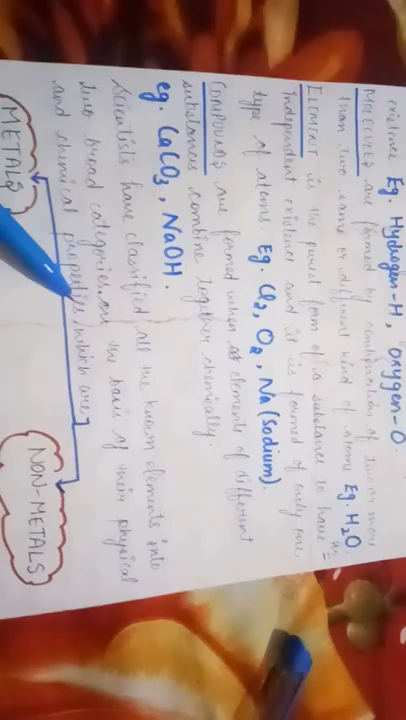 existence Eg. Hydrogen-H, Oxygen-O.
MOLECULES are formed by combination of two or more
than two same or different kind of atoms Eg. H2O.
ELEMENT is the purest form of a substance to have
independent existence and it is formed of only one
type of atoms. Eg. Cl2, O2, Na (Sodium).
COMPOUNDS are formed when elements of different
substances combine together chemically.
eg. CaCO3, NaOH.
Scientists have classified all the known elements into
two broad categories, on the basis of their physical
and chemical properties, which are
METALS
NON-METALS